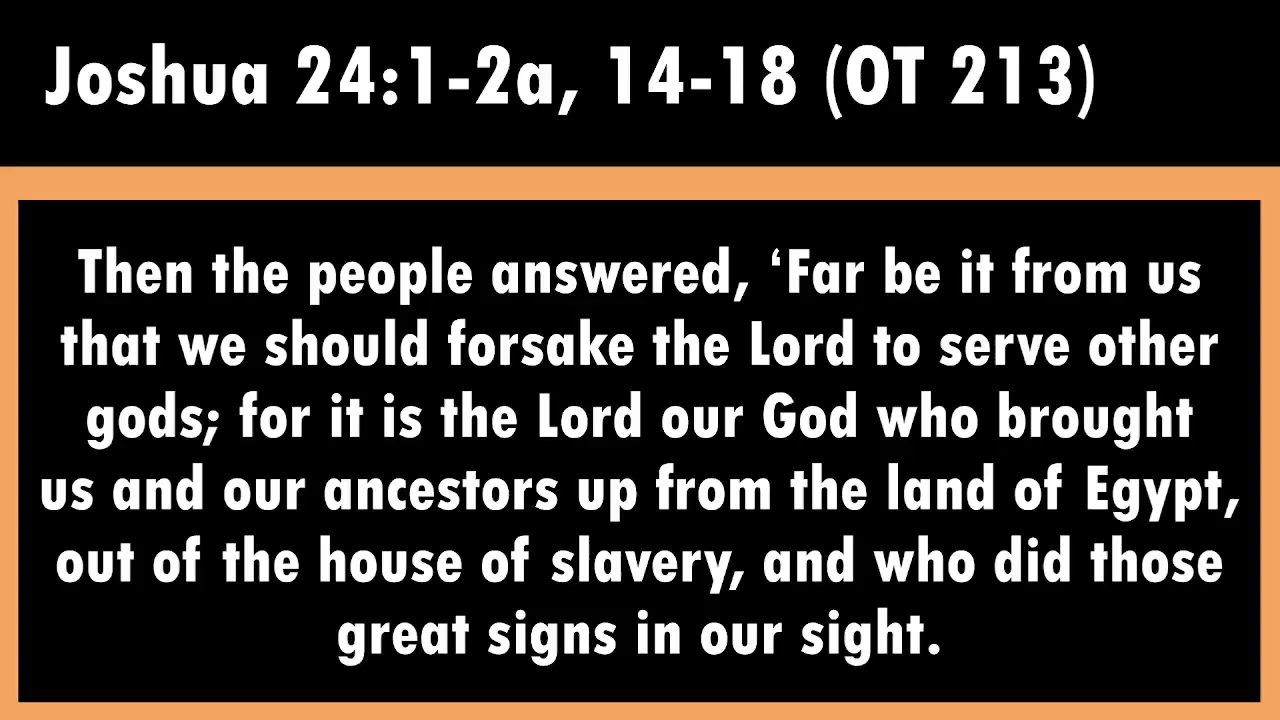 Joshua 24:1-2a, 14-18 (OT 213)
Then the people answered, ‘Far be it from us
that we should forsake the Lord to serve other
gods; for it is the Lord our God who brought
us and our ancestors up from the land of Egypt,
out of the house of slavery, and who did those
great signs in our sight.